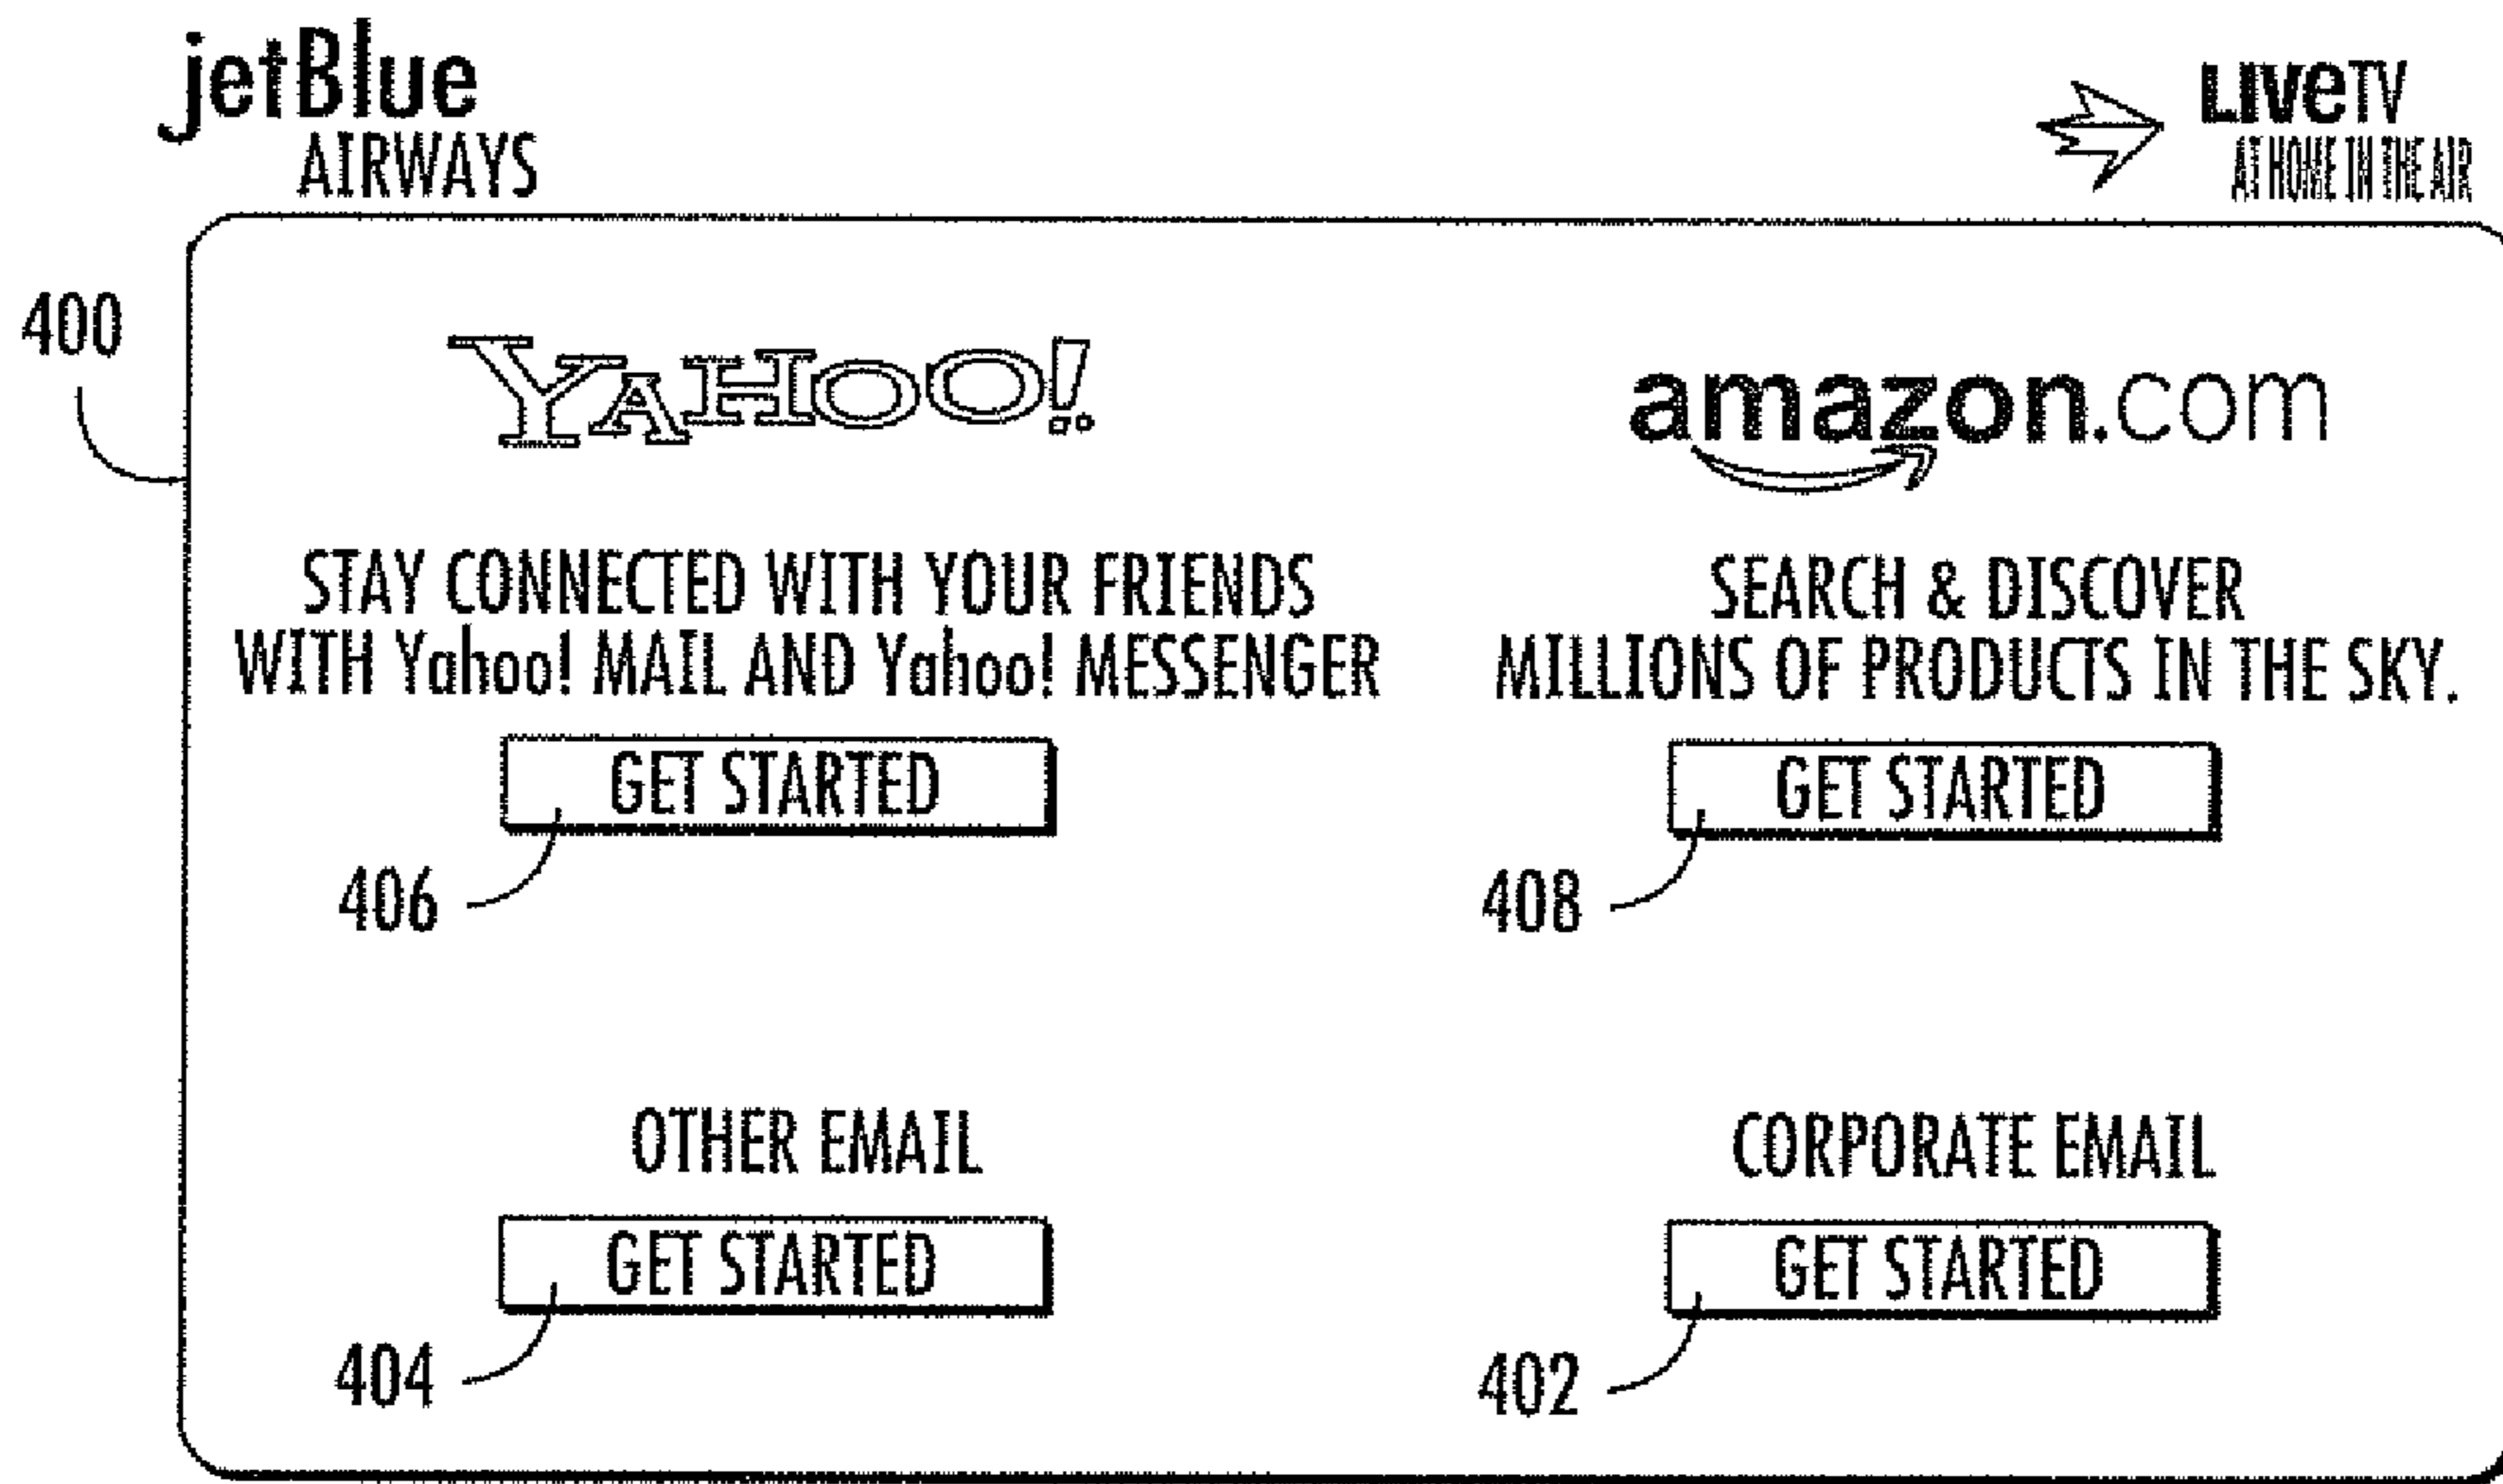 jetBlue
AIRWAYS
LIVETV
AT HOME IN THE AIR
400
YAHOO!
amazon.com
STAY CONNECTED WITH YOUR FRIENDS
WITH Yahoo! MAIL AND Yahoo! MESSENGER
SEARCH & DISCOVER
MILLIONS OF PRODUCTS IN THE SKY.
GET STARTED
GET STARTED
406
408
OTHER EMAIL
CORPORATE EMAIL
GET STARTED
GET STARTED
404
402